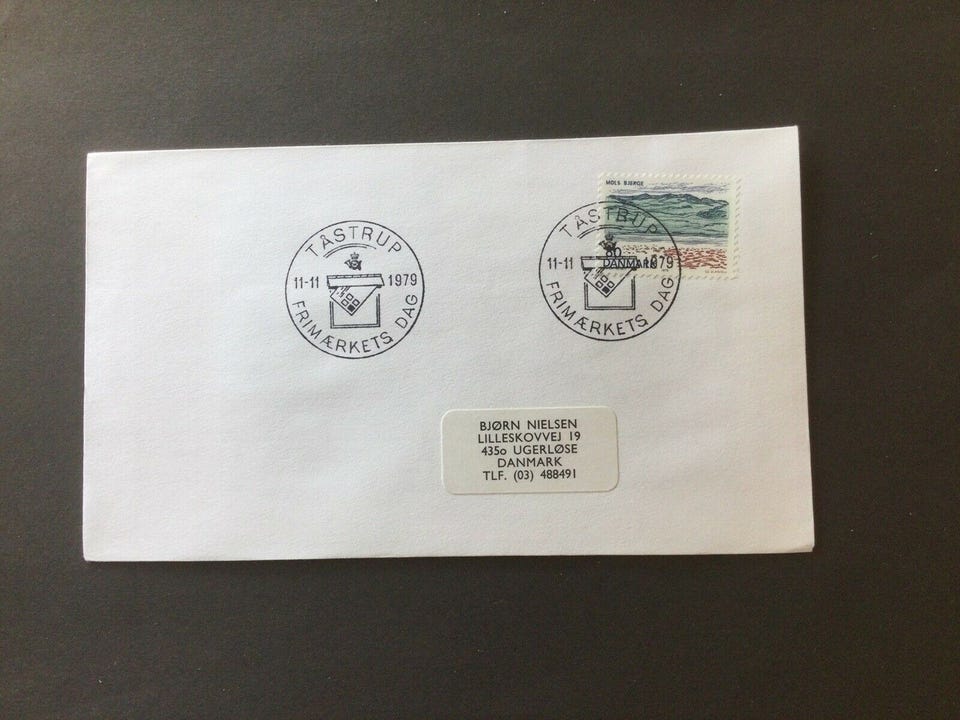 TÅSTRUP
11-11 1979
FRIMÆRKETS DAG
MOLS BJERGE
80
DANMARK
TÅSTRUP
11-11 1979
FRIMÆRKETS DAG
BJØRN NIELSEN
LILLESKOVVEJ 19
435o UGERLØSE
DANMARK
TLF. (03) 488491